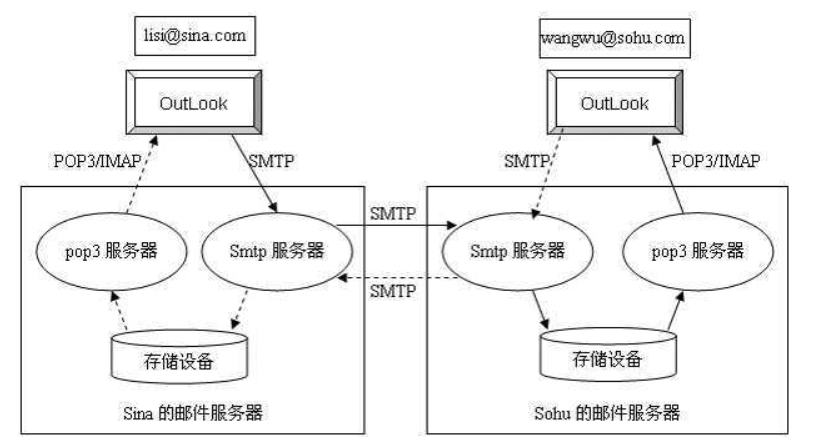 lisi@sina.com
wangwu@sohu.com
OutLook
OutLook
POP3/IMAP
SMTP
SMTP
POP3/IMAP
SMTP
pop3 服务器
Smtp 服务器
Smtp 服务器
pop3 服务器
SMTP
存储设备
存储设备
Sina 的邮件服务器
Sohu 的邮件服务器